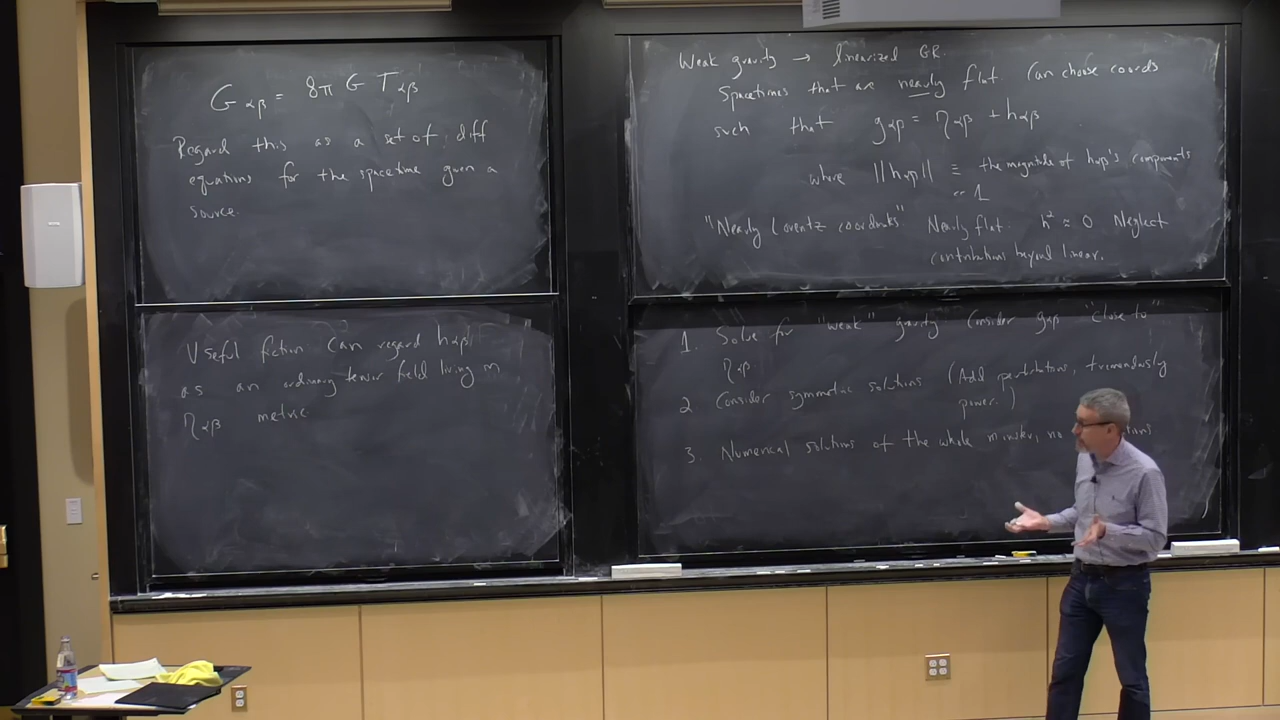 G_αβ = 8π G T_αβ
Regard this as a set of diff
equations for the spacetime given a
source.
Useful fiction Can regard h_αβ
as an ordinary tensor field living in
η_αβ metric
Weak gravity → linearized GR.
Spacetimes that are nearly flat. Can choose coords
such that g_αβ = η_αβ + h_αβ
where ||h_αβ|| ≡ the magnitude of h_αβ's components
≪ 1
"Nearly Lorentz coordinates" Nearly flat: h² ≈ 0 Neglect
contributions beyond linear.
1. Solve for "weak" gravity Consider g_αβ "close to"
η_αβ
2 Consider symmetric solutions (Add perturbation, tremendously
power.)
3. Numerical solutions of the whole monster, no